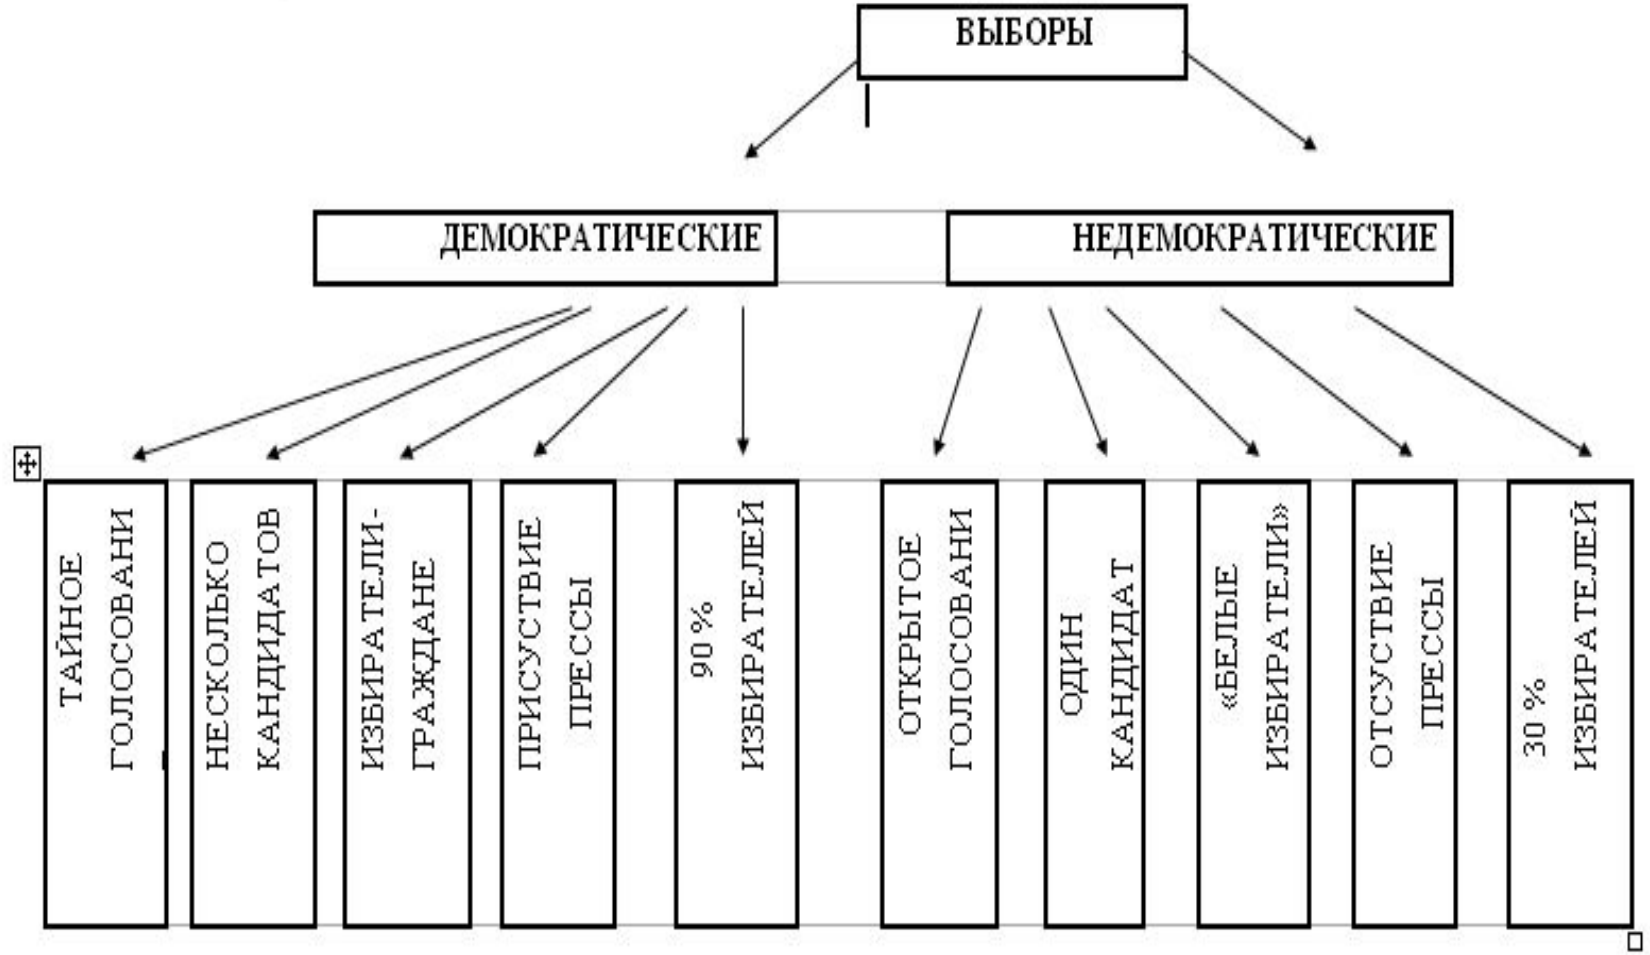 ВЫБОРЫ
ДЕМОКРАТИЧЕСКИЕ
НЕДЕМОКРАТИЧЕСКИЕ
ТАЙНОЕ
ГОЛОСОВАНИ
НЕСКОЛЬКО
КАНДИДАТОВ
ИЗБИРАТЕЛИ-
ГРАЖДАНЕ
ПРИСУСТВИЕ
ПРЕССЫ
90 %
ИЗБИРАТЕЛЕЙ
ОТКРЫТОЕ
ГОЛОСОВАНИ
ОДИН
КАНДИДАТ
«БЕЛЫЕ
ИЗБИРАТЕЛИ»
ОТСУСТВИЕ
ПРЕССЫ
30 %
ИЗБИРАТЕЛЕЙ